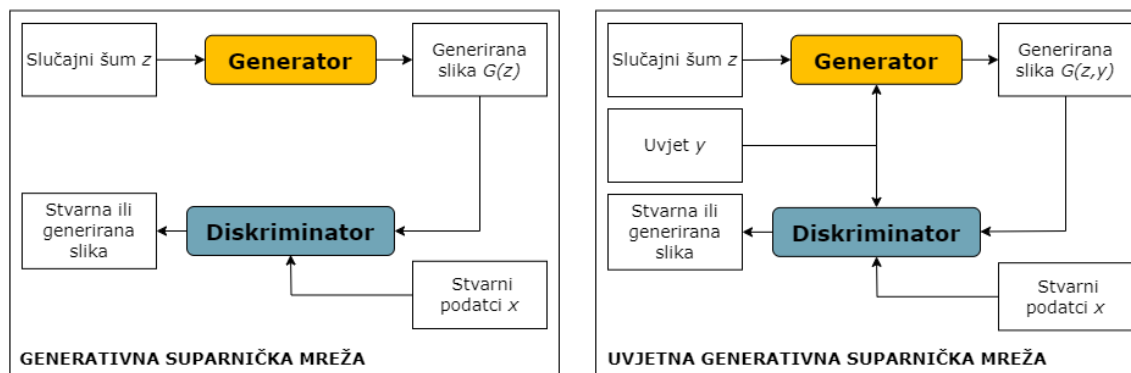 Slučajni šum z
Generator
Generirana
slika G(z)
Stvarna ili
generirana
slika
Diskriminator
Stvarni
podatci x
GENERATIVNA SUPARNIČKA MREŽA
Slučajni šum z
Generator
Generirana
slika G(z,y)
Uvjet y
Stvarna ili
generirana
slika
Diskriminator
Stvarni
podatci x
UVJETNA GENERATIVNA SUPARNIČKA MREŽA